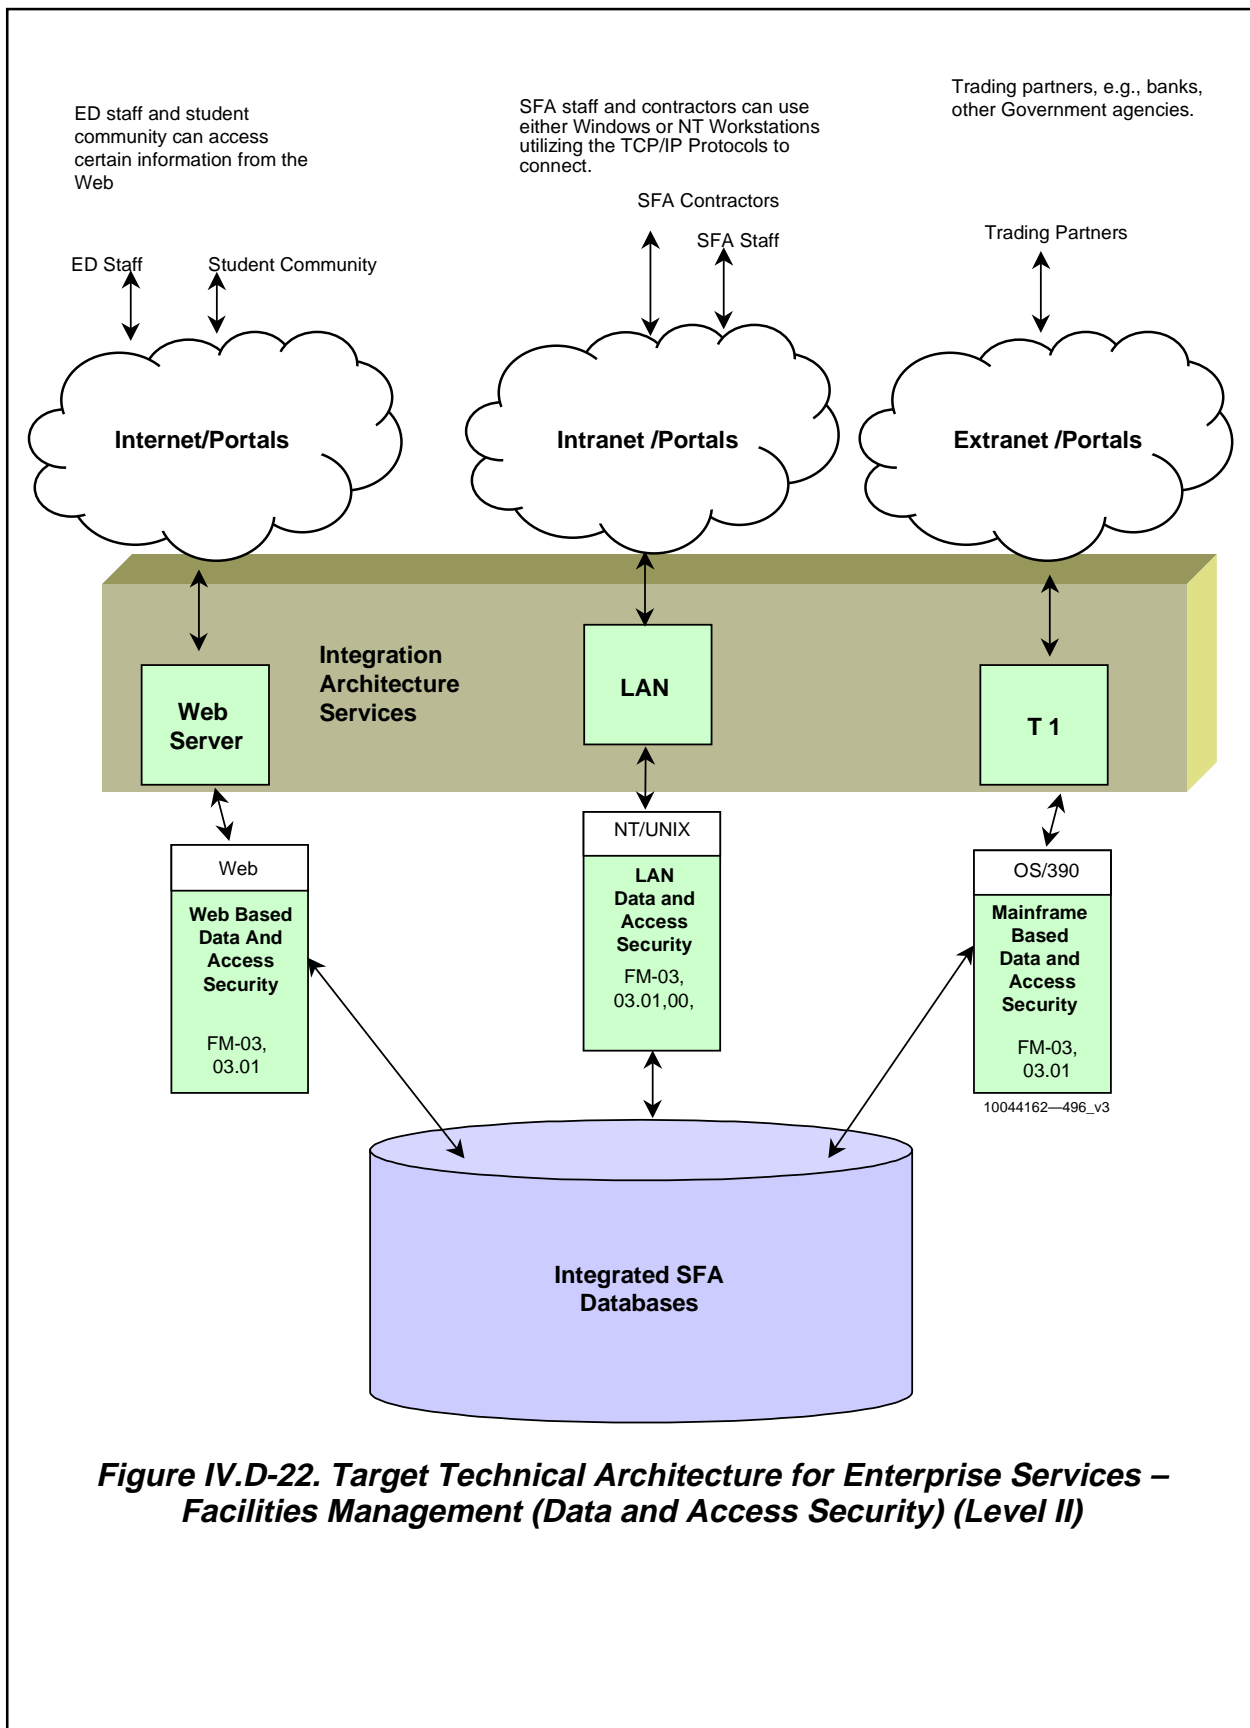 ED staff and student
community can access
certain information from the
Web
SFA staff and contractors can use
either Windows or NT Workstations
utilizing the TCP/IP Protocols to
connect.
Trading partners, e.g., banks,
other Government agencies.
ED Staff
Student Community
SFA Contractors
SFA Staff
Trading Partners
Internet/Portals
Intranet /Portals
Extranet /Portals
Integration
Architecture
Services
Web
Server
LAN
T 1
Web
Web Based
Data And
Access
Security
FM-03,
03.01
NT/UNIX
LAN
Data and
Access
Security
FM-03,
03.01,00,
OS/390
Mainframe
Based
Data and
Access
Security
FM-03,
03.01
10044162—496_v3
Integrated SFA
Databases
Figure IV.D-22. Target Technical Architecture for Enterprise Services –
Facilities Management (Data and Access Security) (Level II)